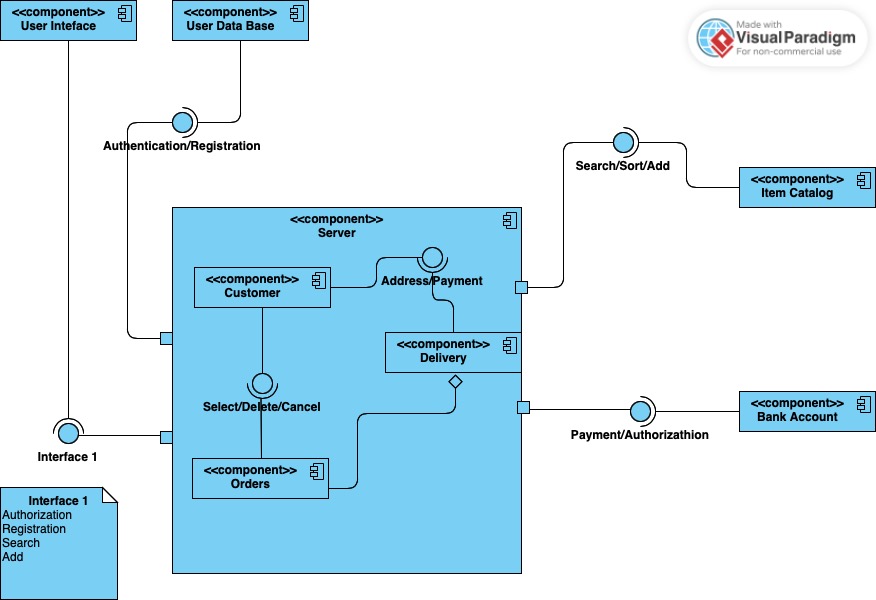 <<component>>
User Inteface
<<component>>
User Data Base
Made with
VisualParadigm
For non-commercial use
Authentication/Registration
Search/Sort/Add
<<component>>
Item Catalog
<<component>>
Server
<<component>>
Customer
Address/Payment
<<component>>
Delivery
Select/Delete/Cancel
<<component>>
Bank Account
Payment/Authorizathion
Interface 1
<<component>>
Orders
Interface 1
Authorization
Registration
Search
Add